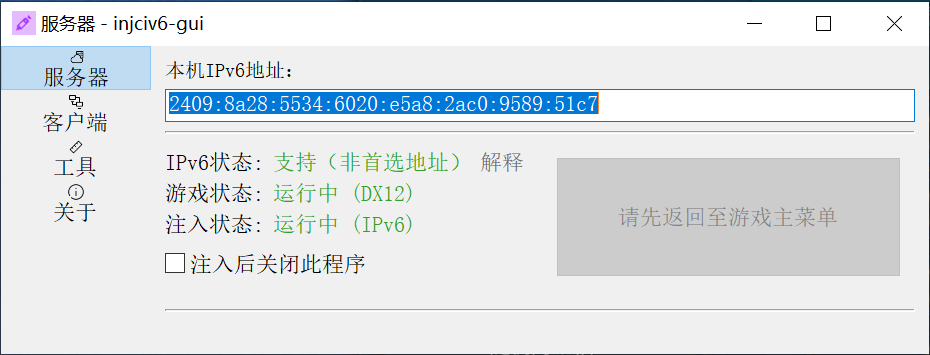 服务器 - injciv6-gui
服务器
客户端
工具
关于
本机IPv6地址:
2409:8a28:5534:6020:e5a8:2ac0:9589:51c7
IPv6状态: 支持（非首选地址） 解释
游戏状态: 运行中 (DX12)
注入状态: 运行中 (IPv6)
注入后关闭此程序
请先返回至游戏主菜单